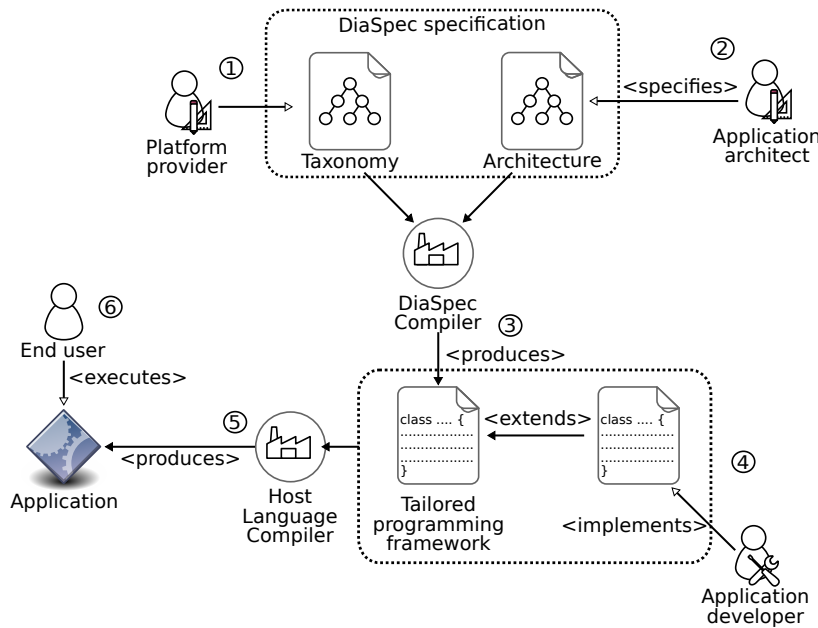 DiaSpec specification
①
②
<specifies>
Platform
provider
Taxonomy
Architecture
Application
architect
DiaSpec
Compiler
③
<produces>
⑥
End user
<executes>
class .... {
....................
....................
....................
}
<extends>
class .... {
....................
....................
....................
}
⑤
<produces>
④
Application
Host
Language
Compiler
Tailored
programming
framework
<implements>
Application
developer